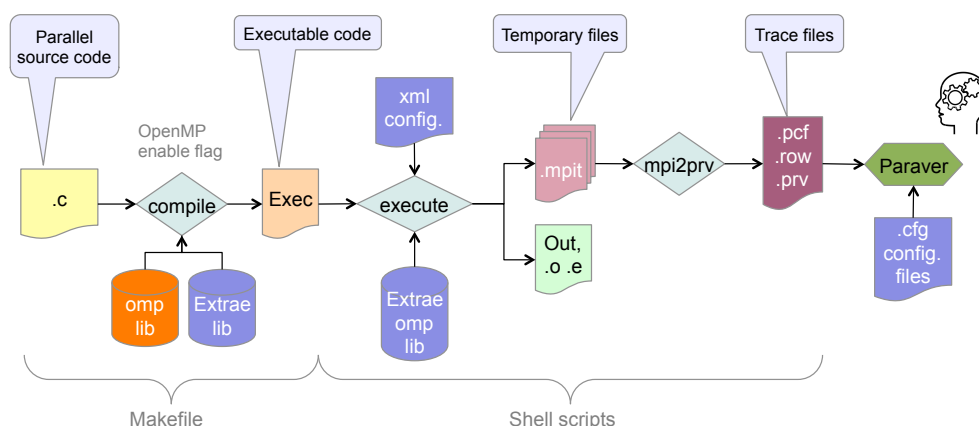 Parallel
source code
Executable code
Temporary files
Trace files
xml
config.
OpenMP
enable flag
.c
compile
Exec
execute
.mpit
mpi2prv
.pcf
.row
.prv
Paraver
Out,
.o .e
.cfg
config.
files
omp
lib
Extrae
lib
Extrae
omp
lib
Makefile
Shell scripts